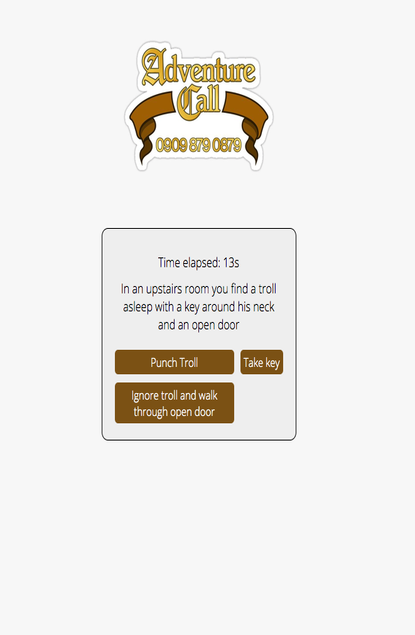 Adventure
Call
0909 879 0879
Time elapsed: 13s
In an upstairs room you find a troll
asleep with a key around his neck
and an open door
Punch Troll
Take key
Ignore troll and walk
through open door